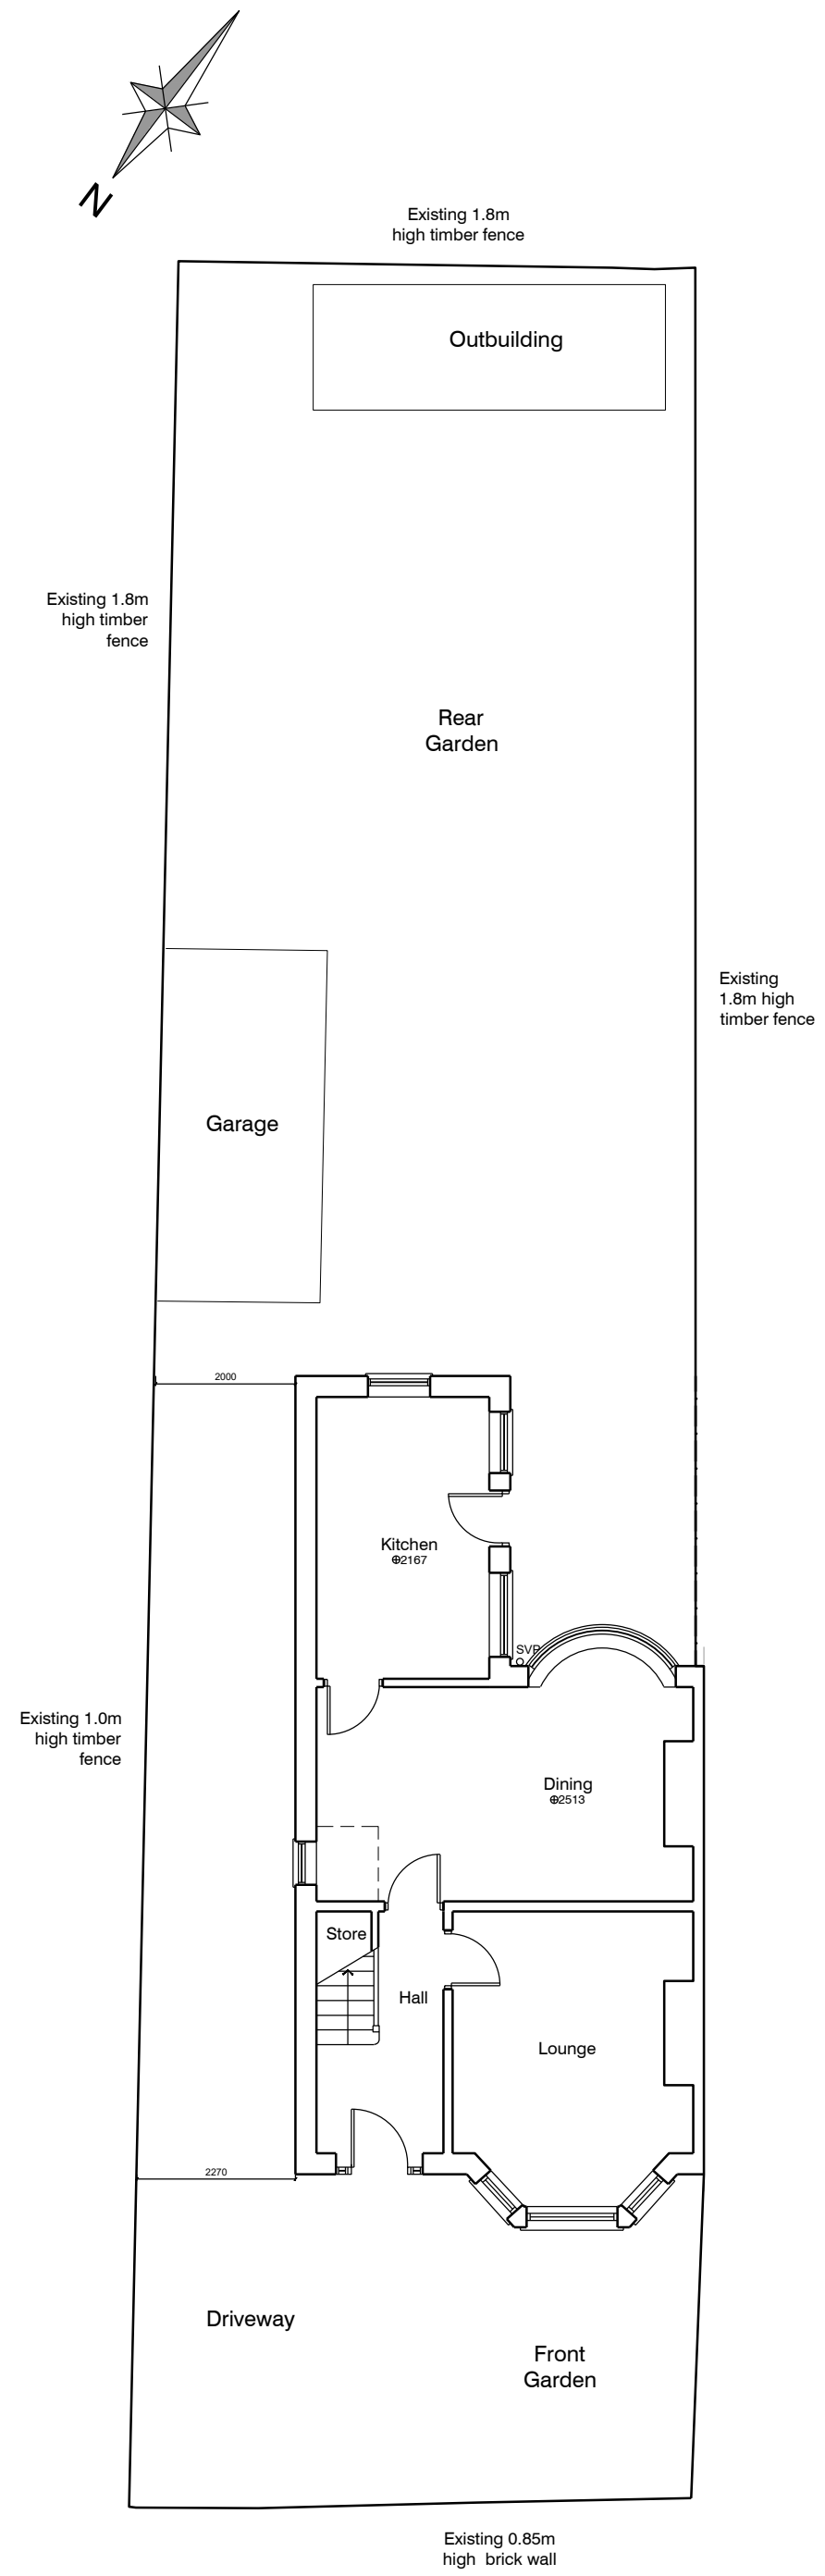 N
Existing 1.8m
high timber fence
Outbuilding
Existing 1.8m
high timber
fence
Rear
Garden
Existing
1.8m high
timber fence
Garage
2000
Kitchen
2167
SVP
Existing 1.0m
high timber
fence
Dining
2513
Store
Hall
Lounge
2270
Driveway
Front
Garden
Existing 0.85m
high brick wall